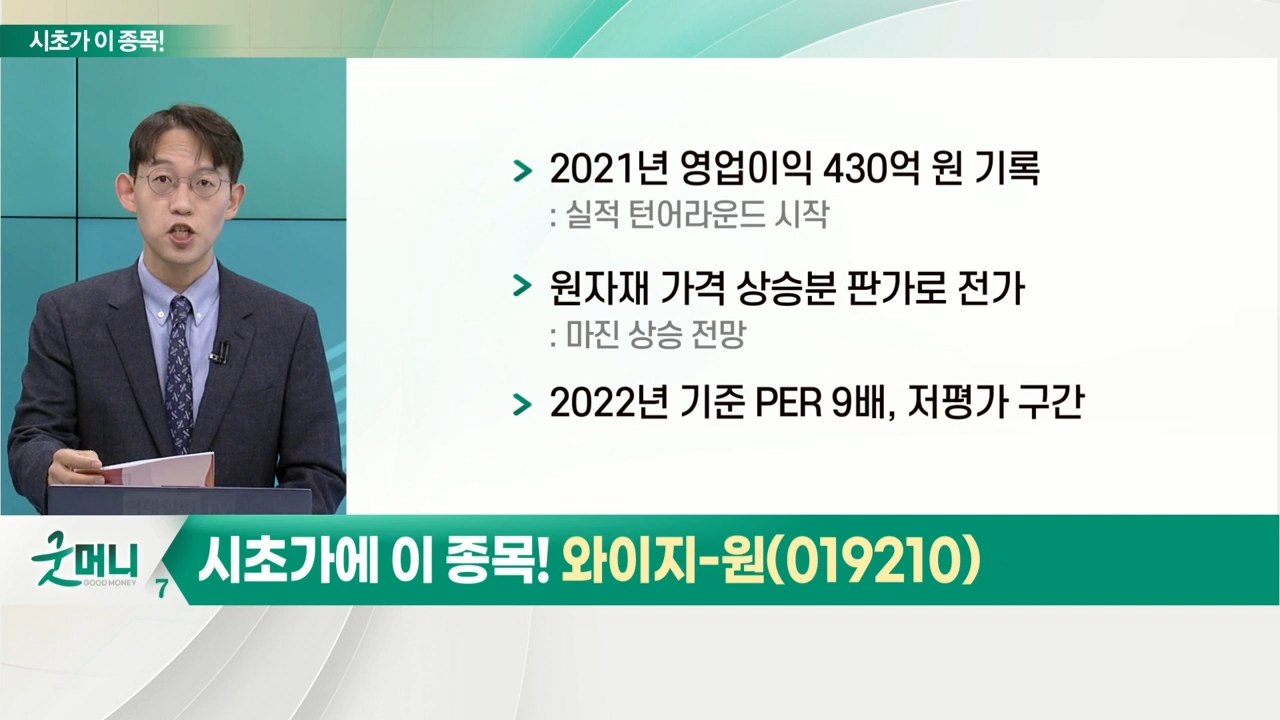 시초가 이 종목!
> 2021년 영업이익 430억 원 기록
: 실적 턴어라운드 시작
> 원자재 가격 상승분 판가로 전가
: 마진 상승 전망
> 2022년 기준 PER 9배, 저평가 구간
굿머니
GOOD MONEY
7
시초가에 이 종목! 와이지-원(019210)